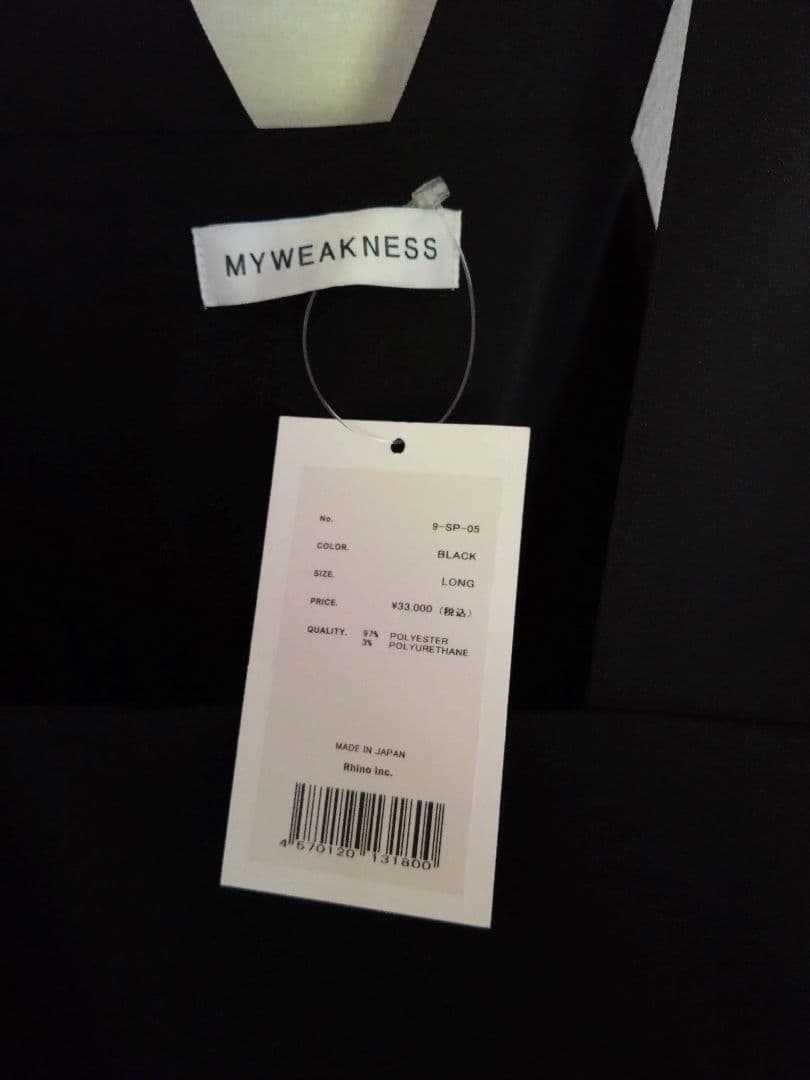 MYWEAKNESS
No. 9-SP-05
COLOR. BLACK
SIZE. LONG
PRICE. ¥33,000（税込）
QUALITY. 97% POLYESTER
3% POLYURETHANE
MADE IN JAPAN
Rhino inc.
4 570120 131800